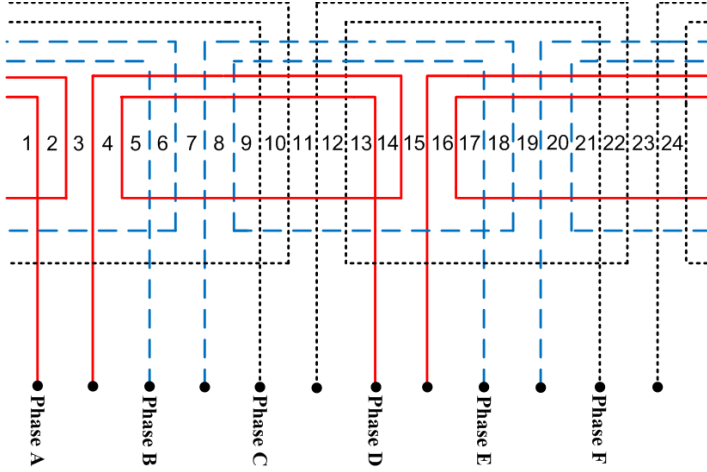 1 2 3 4 5 6 7 8 9 10 11 12 13 14 15 16 17 18 19 20 21 22 23 24
Phase A
Phase B
Phase C
Phase D
Phase E
Phase F